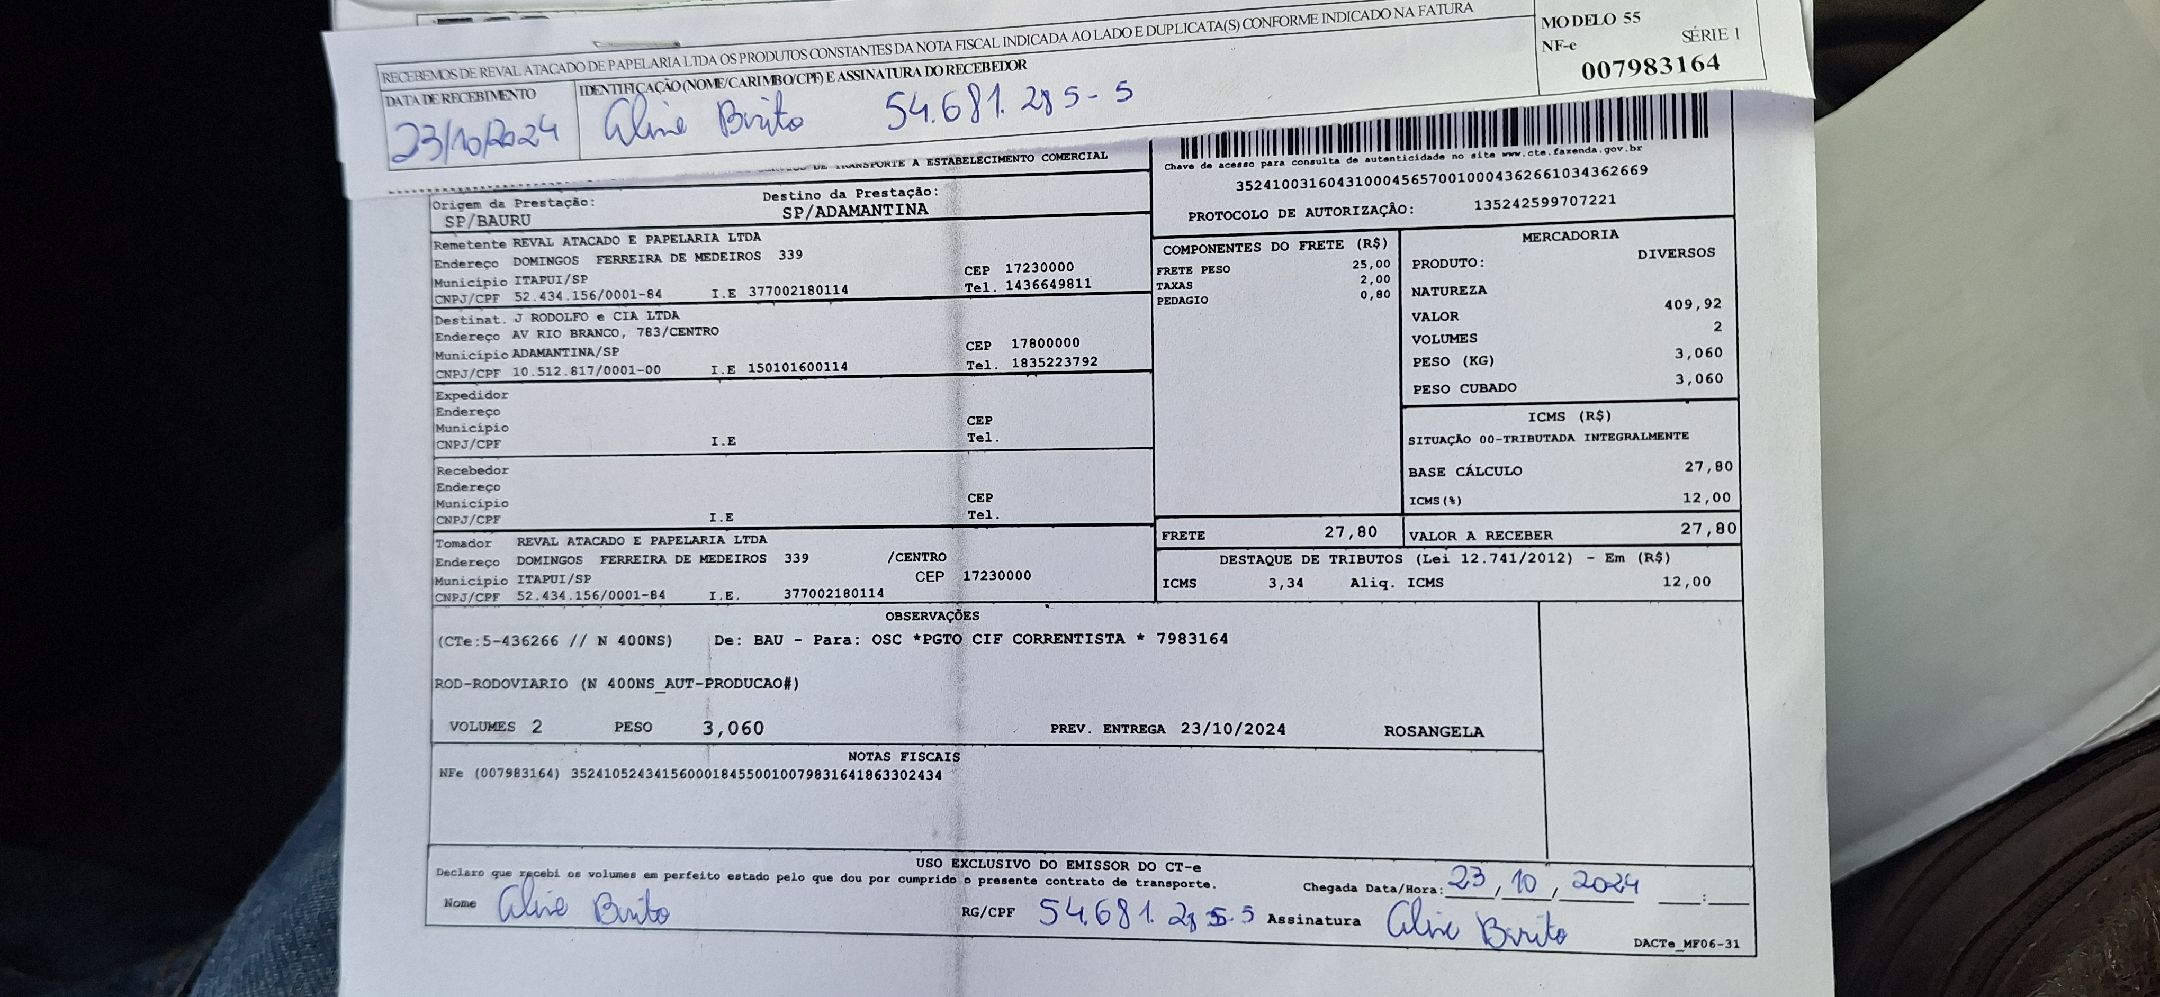 RECEBEMOS DE REVAL ATACADO DE PAPELARIA LTDA OS PRODUTOS CONSTANTES DA NOTA FISCAL INDICADA AO LADO E DUPLICATA(S) CONFORME INDICADO NA FATURA
MODELO 55
NF-e SÉRIE 1
007983164
DATA DE RECEBIMENTO IDENTIFICAÇÃO (NOME/CARIMBO/CPF) E ASSINATURA DO RECEBEDOR
23/10/2024 Aline Brito 54.681.285-5
DE TRANSPORTE A ESTABELECIMENTO COMERCIAL
Chave de acesso para consulta de autenticidade no site www.cte.fazenda.gov.br
35241003160431000456570010004362661034362669
PROTOCOLO DE AUTORIZAÇÃO: 135242599707221
Origem da Prestação: Destino da Prestação:
SP/BAURU SP/ADAMANTINA
Remetente REVAL ATACADO E PAPELARIA LTDA
Endereço DOMINGOS FERREIRA DE MEDEIROS 339
Município ITAPUI/SP CEP 17230000
CNPJ/CPF 52.434.156/0001-84 I.E 377002180114 Tel. 1436649811
Destinat. J RODOLFO e CIA LTDA
Endereço AV RIO BRANCO, 783/CENTRO
Município ADAMANTINA/SP CEP 17800000
CNPJ/CPF 10.512.817/0001-00 I.E 150101600114 Tel. 1835223792
Expedidor
Endereço
Município CEP
CNPJ/CPF I.E Tel.
Recebedor
Endereço
Município CEP
CNPJ/CPF I.E Tel.
Tomador REVAL ATACADO E PAPELARIA LTDA
Endereço DOMINGOS FERREIRA DE MEDEIROS 339 /CENTRO
Município ITAPUI/SP CEP 17230000
CNPJ/CPF 52.434.156/0001-84 I.E. 377002180114
COMPONENTES DO FRETE (R$)
FRETE PESO 25,00
TAXAS 2,00
PEDAGIO 0,80
MERCADORIA
PRODUTO: DIVERSOS
NATUREZA
VALOR 409,92
VOLUMES 2
PESO (KG) 3,060
PESO CUBADO 3,060
ICMS (R$)
SITUAÇÃO 00-TRIBUTADA INTEGRALMENTE
BASE CÁLCULO 27,80
ICMS(%) 12,00
FRETE 27,80 VALOR A RECEBER 27,80
DESTAQUE DE TRIBUTOS (Lei 12.741/2012) - Em (R$)
ICMS 3,34 Aliq. ICMS 12,00
OBSERVAÇÕES
(CTe:5-436266 // N 400NS) De: BAU - Para: OSC *PGTO CIF CORRENTISTA * 7983164
ROD-RODOVIARIO (N 400NS_AUT-PRODUCAO#)
VOLUMES 2 PESO 3,060 PREV. ENTREGA 23/10/2024 ROSANGELA
NOTAS FISCAIS
NFe (007983164) 35241052434156000184550010079831641863302434
USO EXCLUSIVO DO EMISSOR DO CT-e
Declaro que recebi os volumes em perfeito estado pelo que dou por cumprido o presente contrato de transporte.
Chegada Data/Hora: 23,10,2024 :
Nome Aline Brito RG/CPF 54.681.285.5 Assinatura Aline Brito
DACTe_MF06-31